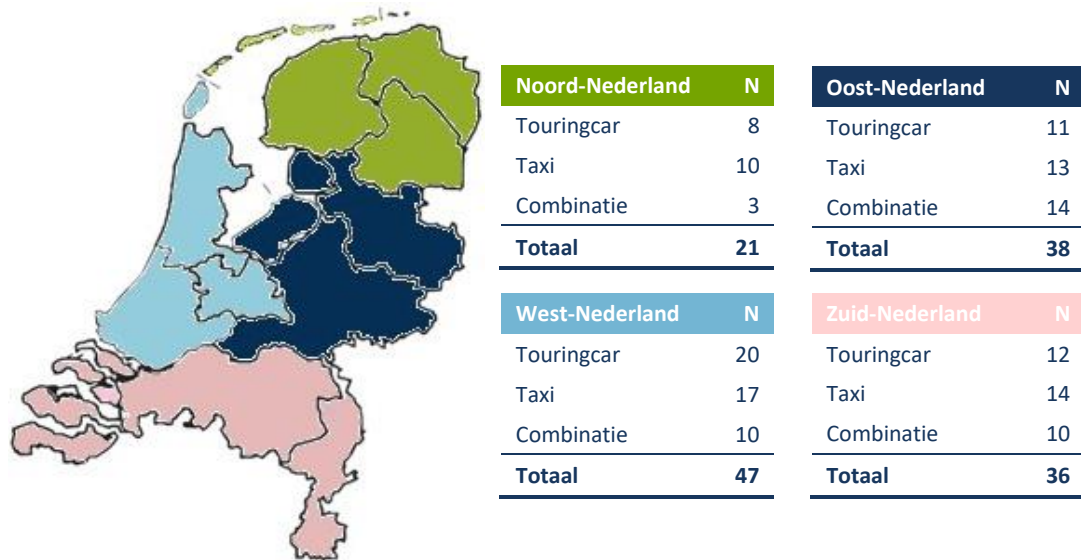 Noord-Nederland N
Touringcar 8
Taxi 10
Combinatie 3
Totaal 21
Oost-Nederland N
Touringcar 11
Taxi 13
Combinatie 14
Totaal 38
West-Nederland N
Touringcar 20
Taxi 17
Combinatie 10
Totaal 47
Zuid-Nederland N
Touringcar 12
Taxi 14
Combinatie 10
Totaal 36